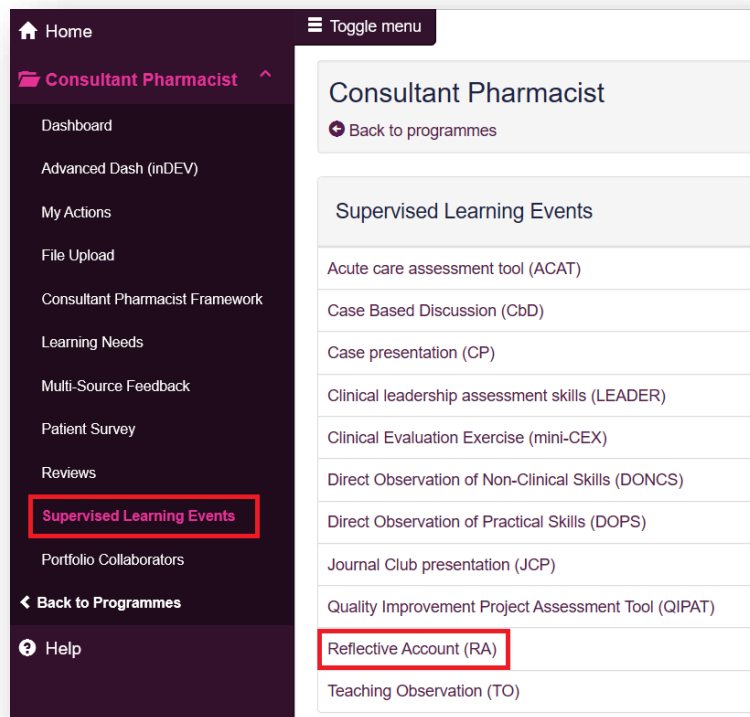 Home
Consultant Pharmacist
Dashboard
Advanced Dash (inDEV)
My Actions
File Upload
Consultant Pharmacist Framework
Learning Needs
Multi-Source Feedback
Patient Survey
Reviews
Supervised Learning Events
Portfolio Collaborators
Back to Programmes
Help
Toggle menu
Consultant Pharmacist
Back to programmes
Supervised Learning Events
Acute care assessment tool (ACAT)
Case Based Discussion (CbD)
Case presentation (CP)
Clinical leadership assessment skills (LEADER)
Clinical Evaluation Exercise (mini-CEX)
Direct Observation of Non-Clinical Skills (DONCS)
Direct Observation of Practical Skills (DOPS)
Journal Club presentation (JCP)
Quality Improvement Project Assessment Tool (QIPAT)
Reflective Account (RA)
Teaching Observation (TO)